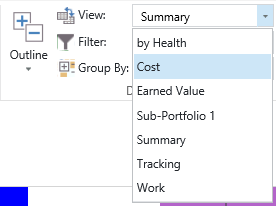 View:
Summary
Outline
Filter:
Group By:
by Health
Cost
Earned Value
Sub-Portfolio 1
Summary
Tracking
Work